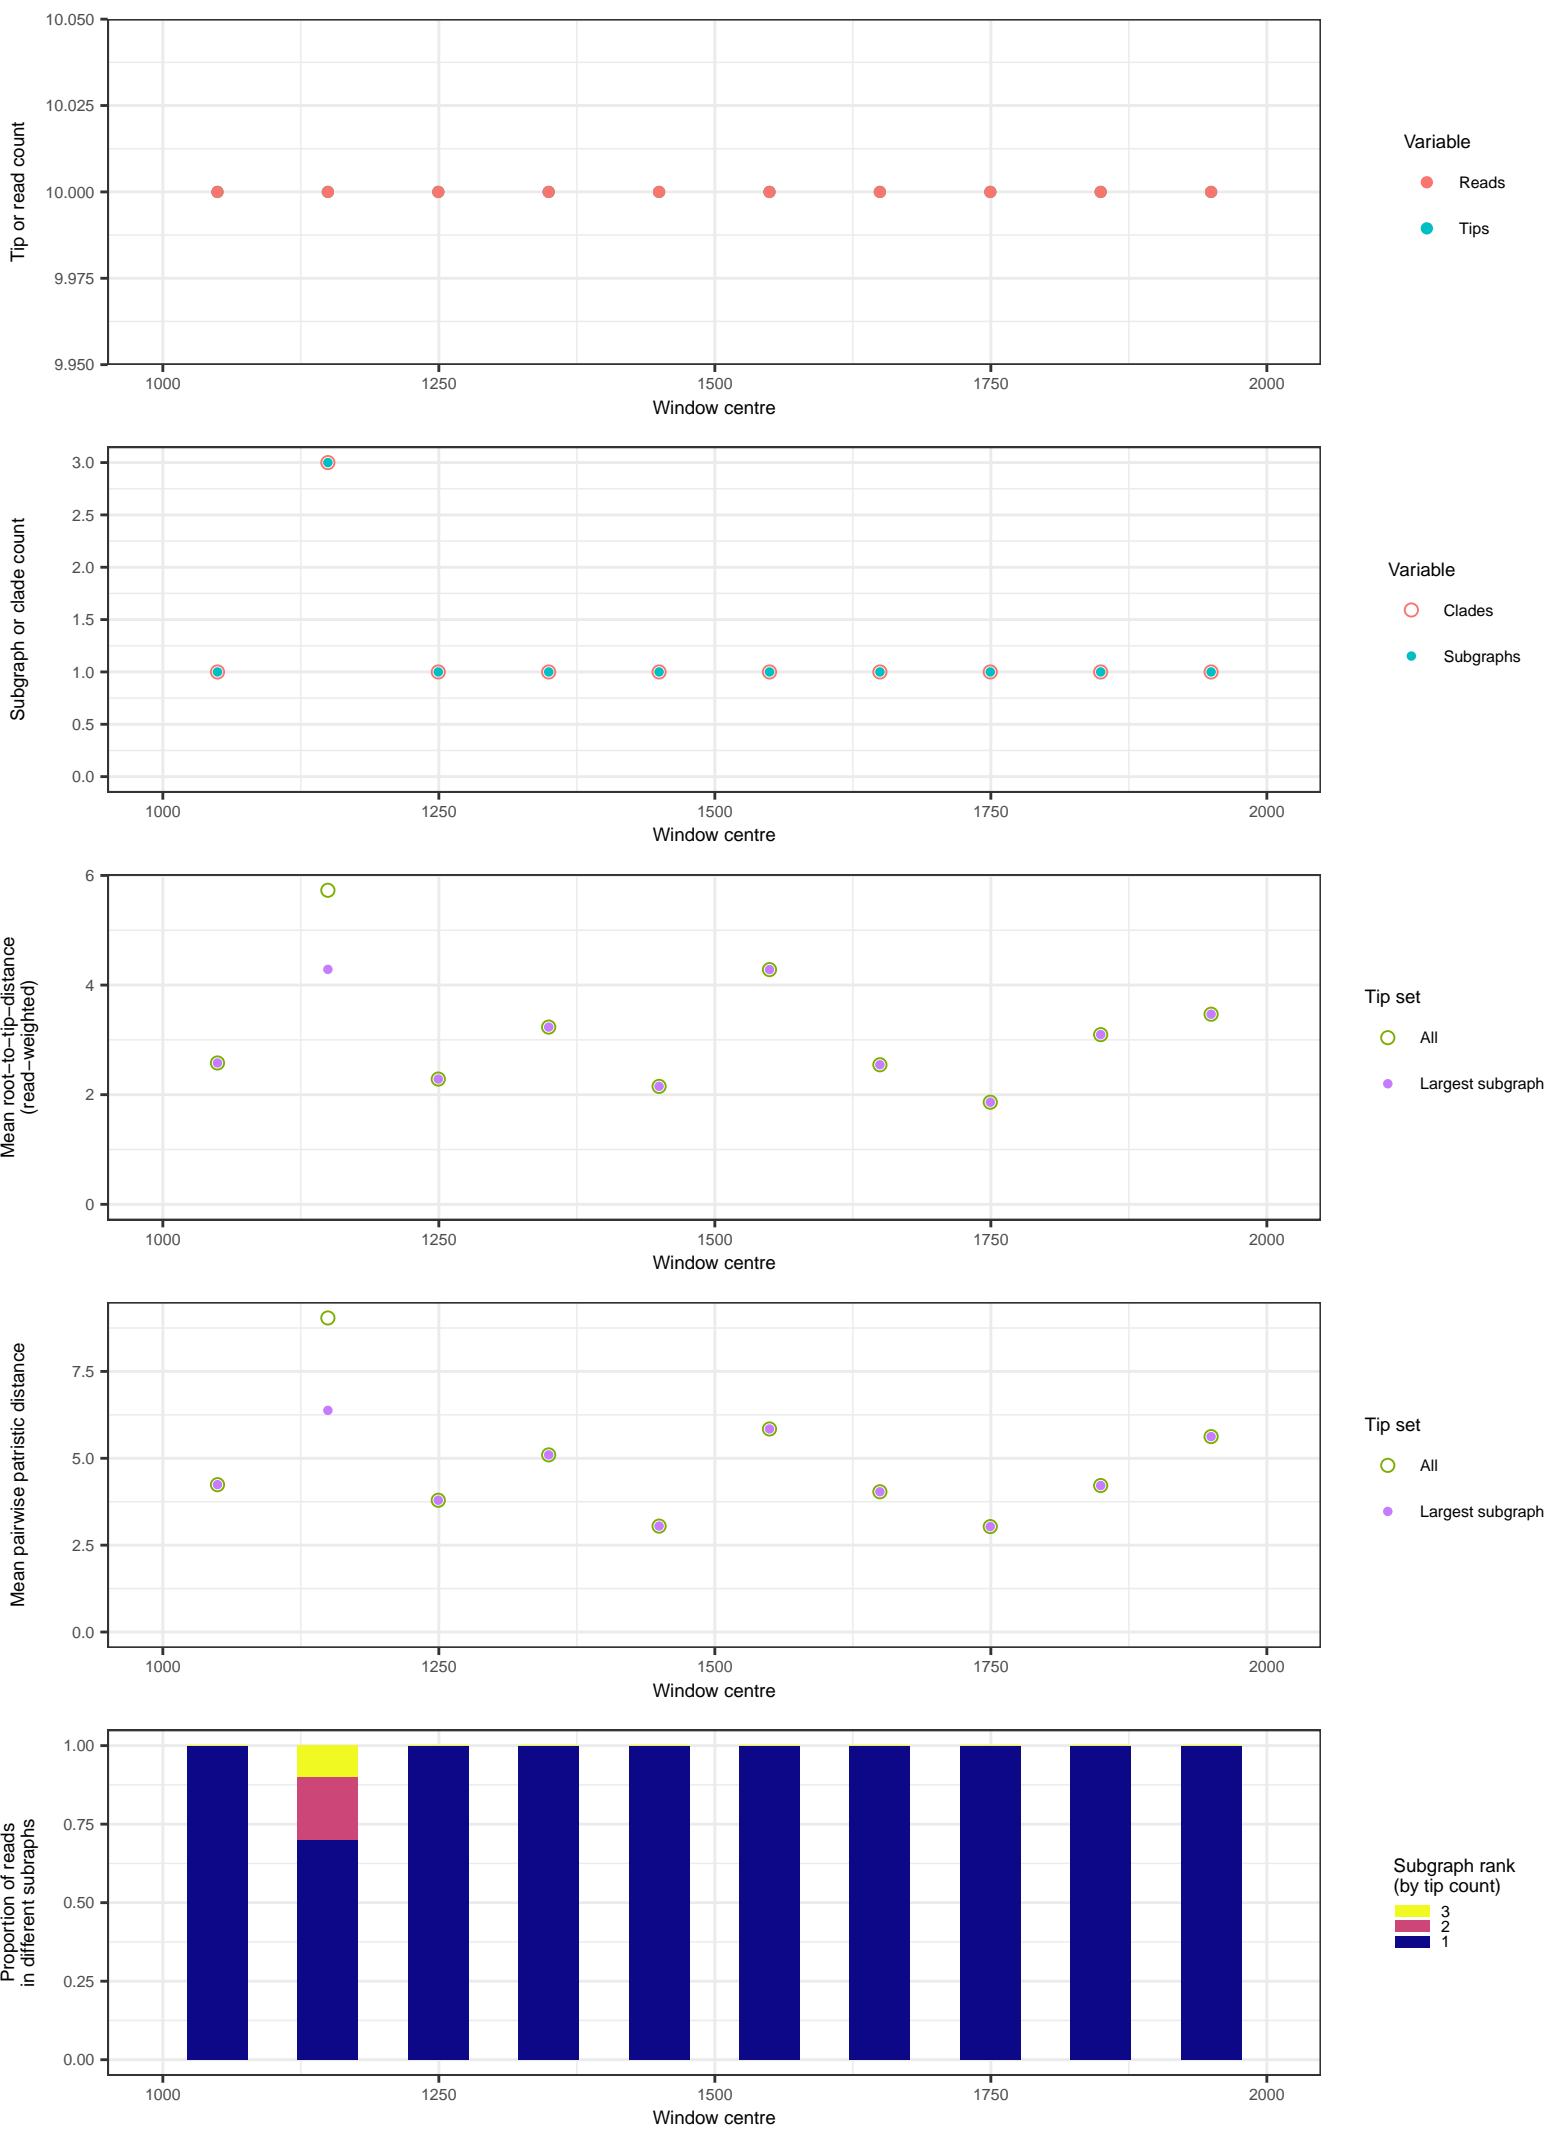 10.050
10.025
10.000
9.975
9.950
Tip or read count
1000 1250 1500 1750 2000
Window centre
Variable
Reads
Tips
3.0
2.5
2.0
1.5
1.0
0.5
0.0
Subgraph or clade count
1000 1250 1500 1750 2000
Window centre
Variable
Clades
Subgraphs
6
4
2
0
Mean root−to−tip−distance
(read−weighted)
1000 1250 1500 1750 2000
Window centre
Tip set
All
Largest subgraph
7.5
5.0
2.5
0.0
Mean pairwise patristic distance
1000 1250 1500 1750 2000
Window centre
Tip set
All
Largest subgraph
1.00
0.75
0.50
0.25
0.00
Proportion of reads
in different subraphs
1000 1250 1500 1750 2000
Window centre
Subgraph rank
(by tip count)
3
2
1